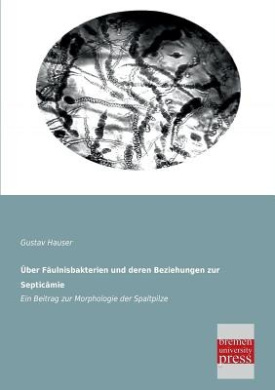 Gustav Hauser
Über Fäulnisbakterien und deren Beziehungen zur
Septicämie
Ein Beitrag zur Morphologie der Spaltpilze
bremen
university
press